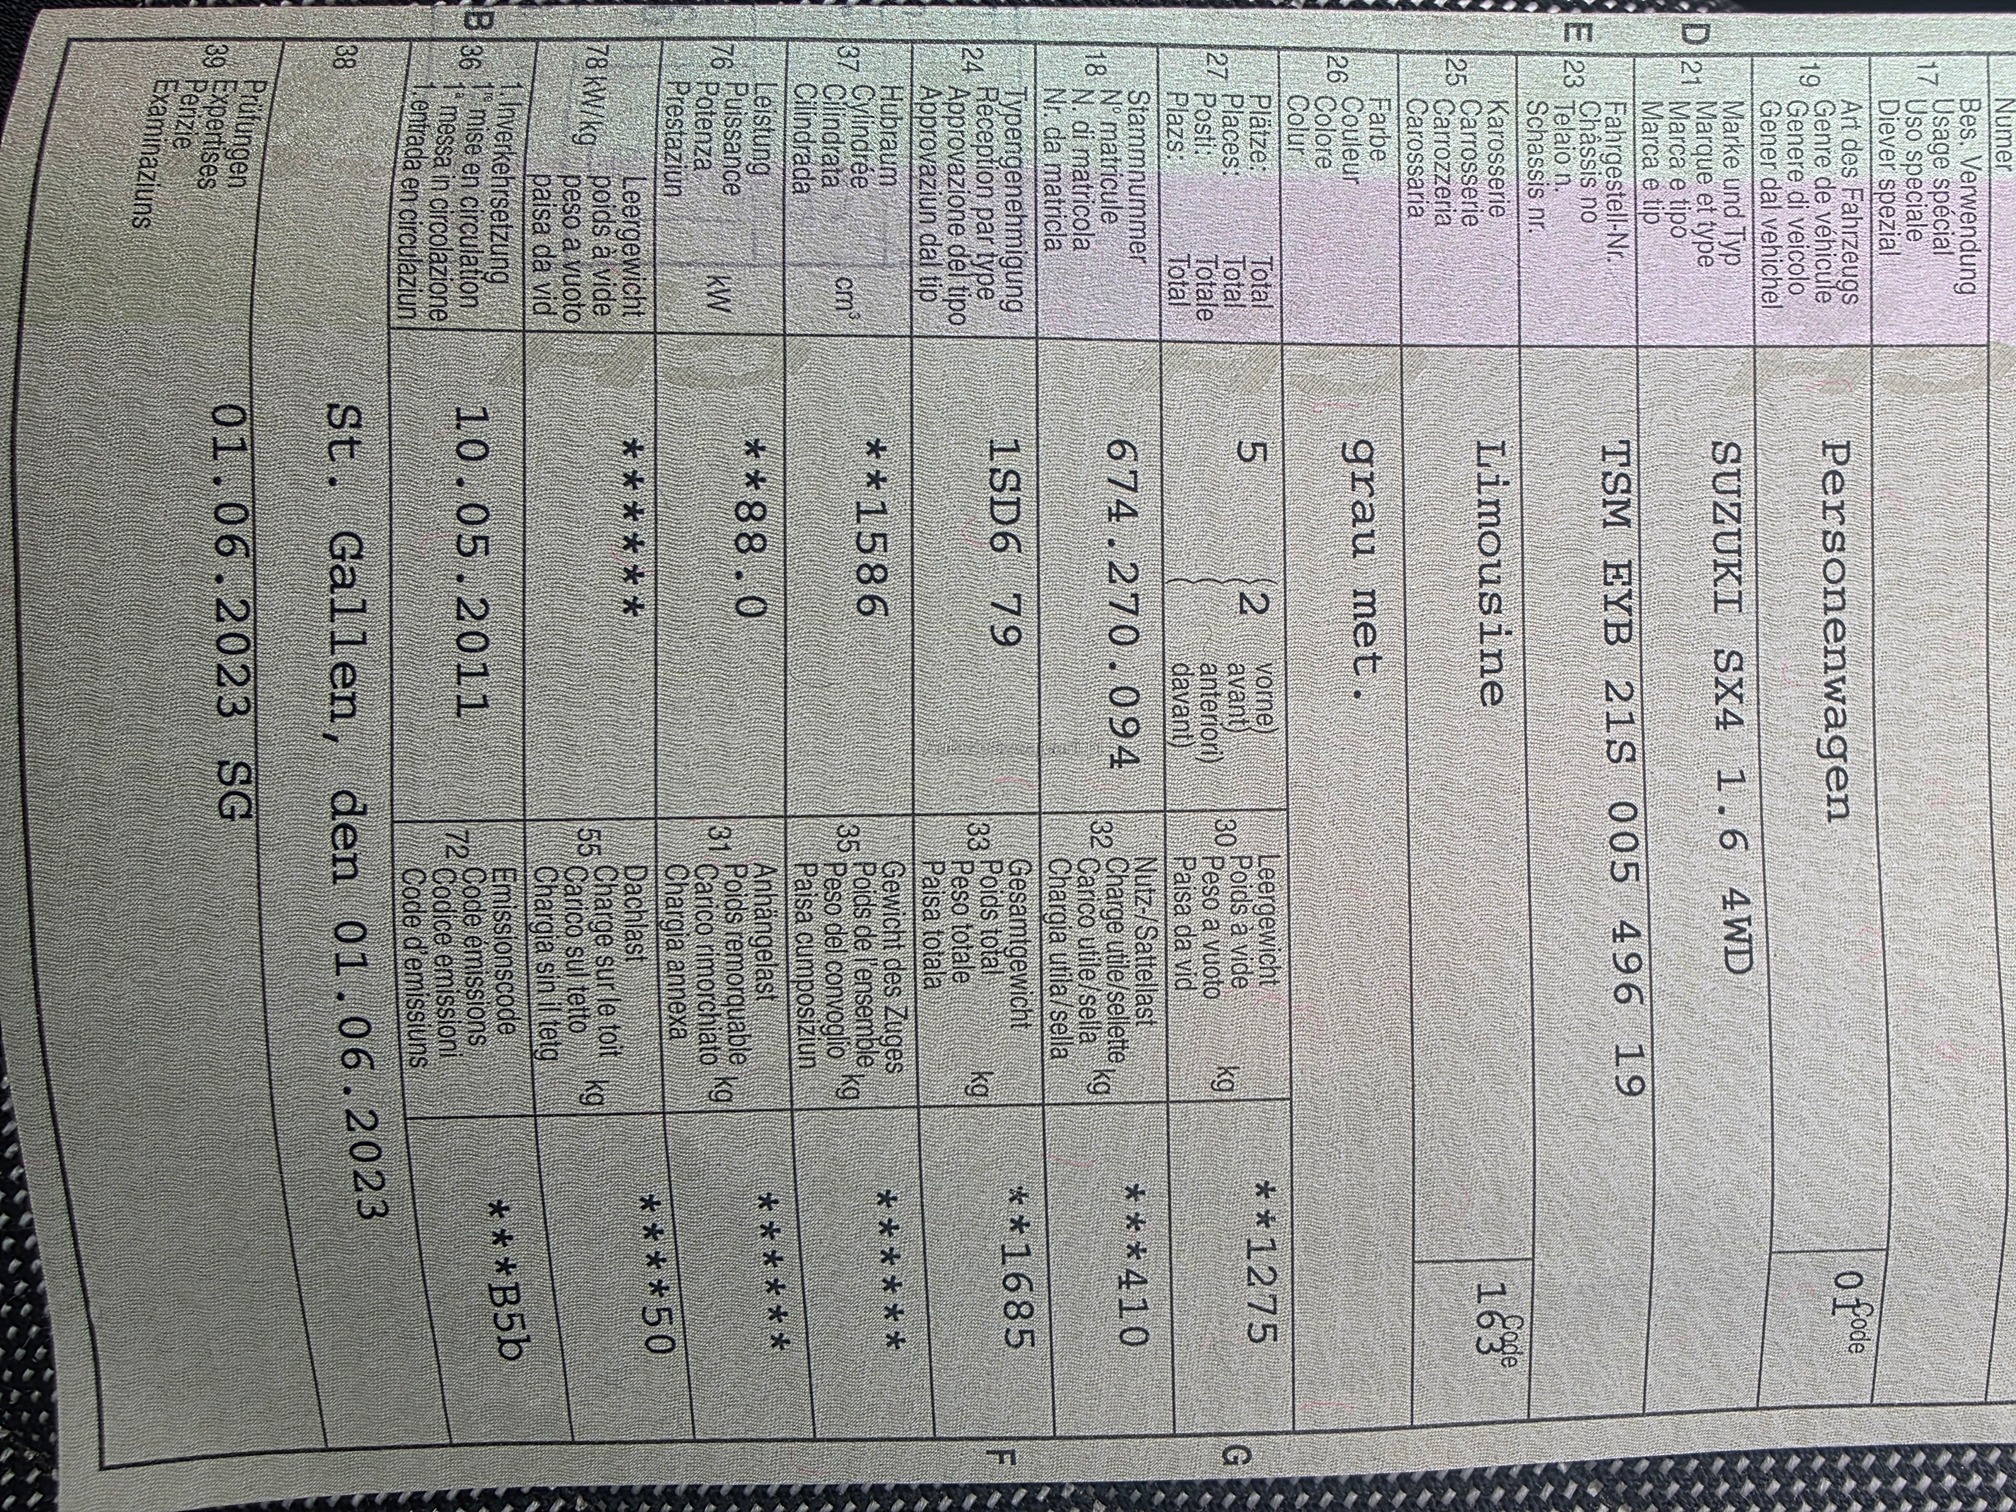 Bes. Verwendung
Usage spécial
17 Uso speciale
Diever spezial
Art des Fahrzeugs
Genre de véhicule
19 Genere di veicolo
Gener dal vehichel
Personenwagen
Code
01
Marke und Typ
Marque et type
D 21 Marca e tipo
Marca e tip
SUZUKI SX4 1.6 4WD
Fahrgestell-Nr.
Châssis no
E 23 Telaio n.
Schassis nr.
TSM EYB 21S 005 496 19
Karosserie
Carrosserie
25 Carrozzeria
Carossaria
Limousine
Code
163
Farbe
Couleur
26 Colore
Colur
grau met.
Plätze: Total
Places: Total
27 Posti: Totale
Plazs: Total
5 (2 vorne)
avant)
anteriori)
davant)
Leergewicht
Poids à vide
30 Peso a vuoto kg
Paisa da vid
**1275 G
Stammnummer
N° matricule
18 N. di matricola
Nr. da matricla
674.270.094
Nutz-/Sattellast
Charge utile/sellette
32 Carico utile/sella kg
Chargia utila/sella
***410
Typengenehmigung
Réception par type
24 Approvazione del tipo
Approvaziun dal tip
1SD6 79
Gesamtgewicht
Poids total
33 Peso totale kg
Paisa totala
**1685 F
Hubraum
Cylindrée
37 Cilindrata cm³
Cilindrada
**1586
Gewicht des Zuges
Poids de l'ensemble
35 Peso del convoglio kg
Paisa cumposiziun
******
Leistung
Puissance
76 Potenza kW
Prestaziun
**88.0
Anhängelast
Poids remorquable
31 Carico rimorchiato kg
Chargia annexa
******
Leergewicht
poids à vide
78 kW/kg peso a vuoto
paisa da vid
******
Dachlast
Charge sur le toit
55 Carico sul tetto kg
Chargia sin il tetg
****50
1. Inverkehrsetzung
1re mise en circulation
B 36 1a messa in circolazione
1. entrada en circulaziun
10.05.2011
Emissionscode
Code émissions
72 Codice emissioni
Code d'emissiuns
***B5b
38 St. Gallen, den 01.06.2023
Prüfungen
Expertises
39 Perizie
Examinaziuns
01.06.2023 SG